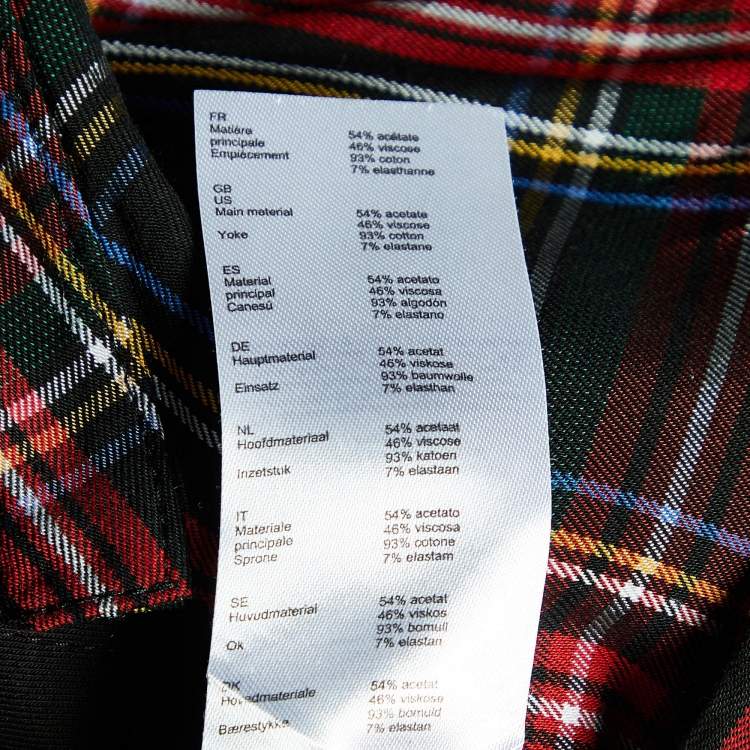 FR
Matière
principale 54% acétate
Empiècement 46% viscose
93% coton
7% elasthanne
GB
US
Main material 54% acetate
46% viscose
Yoke 93% cotton
7% elastane
ES
Material 54% acetato
principal 46% viscosa
Canesú 93% algodón
7% elastano
DE
Hauptmaterial 54% acetat
46% viskose
Einsatz 93% baumwolle
7% elasthan
NL
Hoofdmateriaal 54% acetaat
46% viscose
93% katoen
Inzetstuk 7% elastaan
IT
Materiale 54% acetato
principale 46% viscosa
Sprone 93% cotone
7% elastam
SE
Huvudmaterial 54% acetat
46% viskos
93% bomull
Ok 7% elastan
DK
Hovedmateriale 54% acetat
46% viskose
93% bomuld
Bærestykke 7% elastan